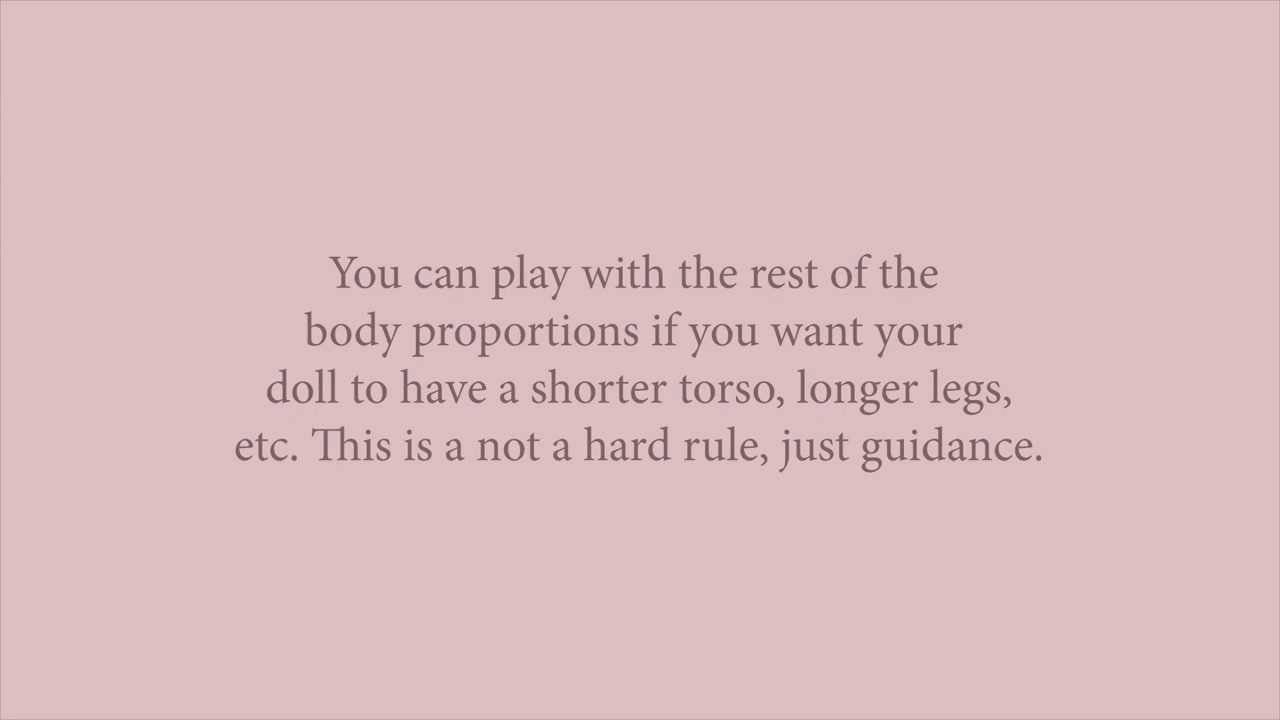 You can play with the rest of the
body proportions if you want your
doll to have a shorter torso, longer legs,
etc. This is a not a hard rule, just guidance.